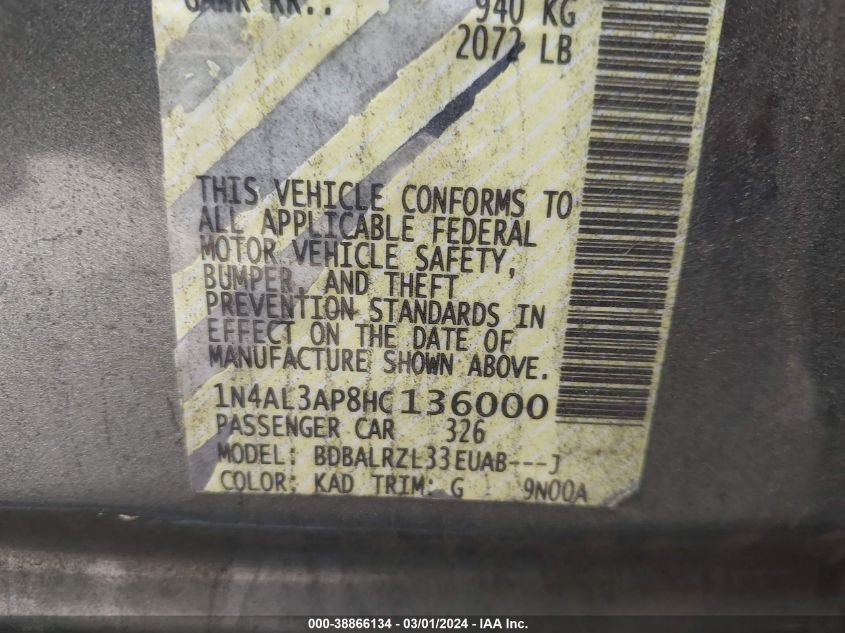 GAWR RR..
940 KG
2072 LB
THIS VEHICLE CONFORMS TO
ALL APPLICABLE FEDERAL
MOTOR VEHICLE SAFETY,
BUMPER, AND THEFT
PREVENTION STANDARDS IN
EFFECT ON THE DATE OF
MANUFACTURE SHOWN ABOVE.
1N4AL3AP8HC136000
PASSENGER CAR 326
MODEL: BDBALRZL33EUAB---J
COLOR: KAD TRIM: G 9N00A
000-38866134 - 03/01/2024 - IAA Inc.